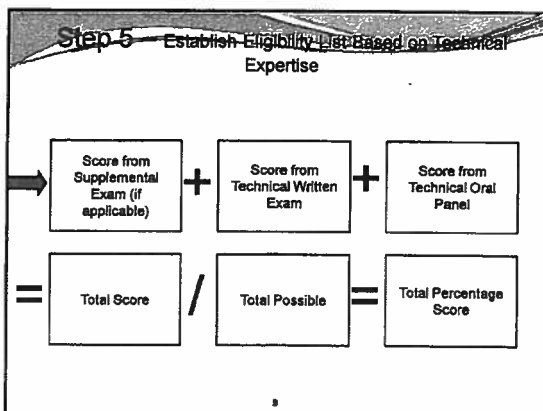 Step 5 Establish Eligibility List Based on Technical
Expertise
Score from
Supplemental
Exam (if
applicable)
+
Score from
Technical Written
Exam
+
Score from
Technical Oral
Panel
=
Total Score
/
Total Possible
=
Total Percentage
Score